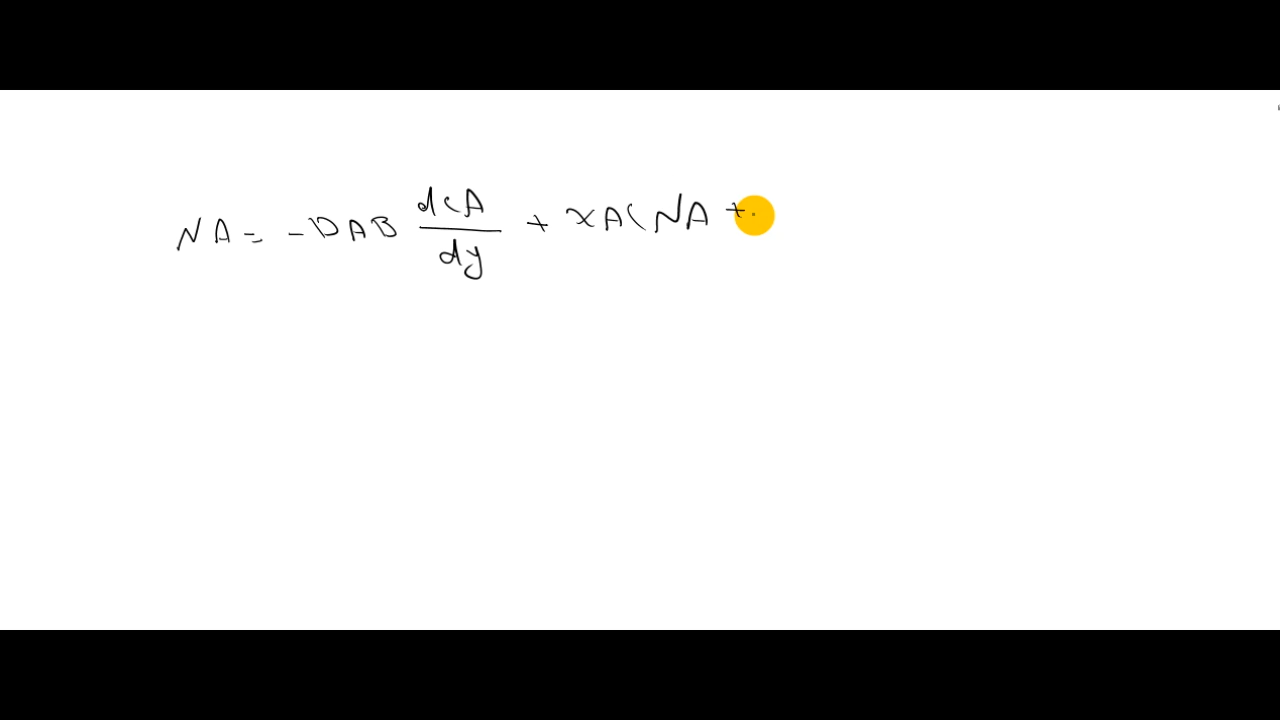 NA = - DAB dcA/dy + xA(NA +